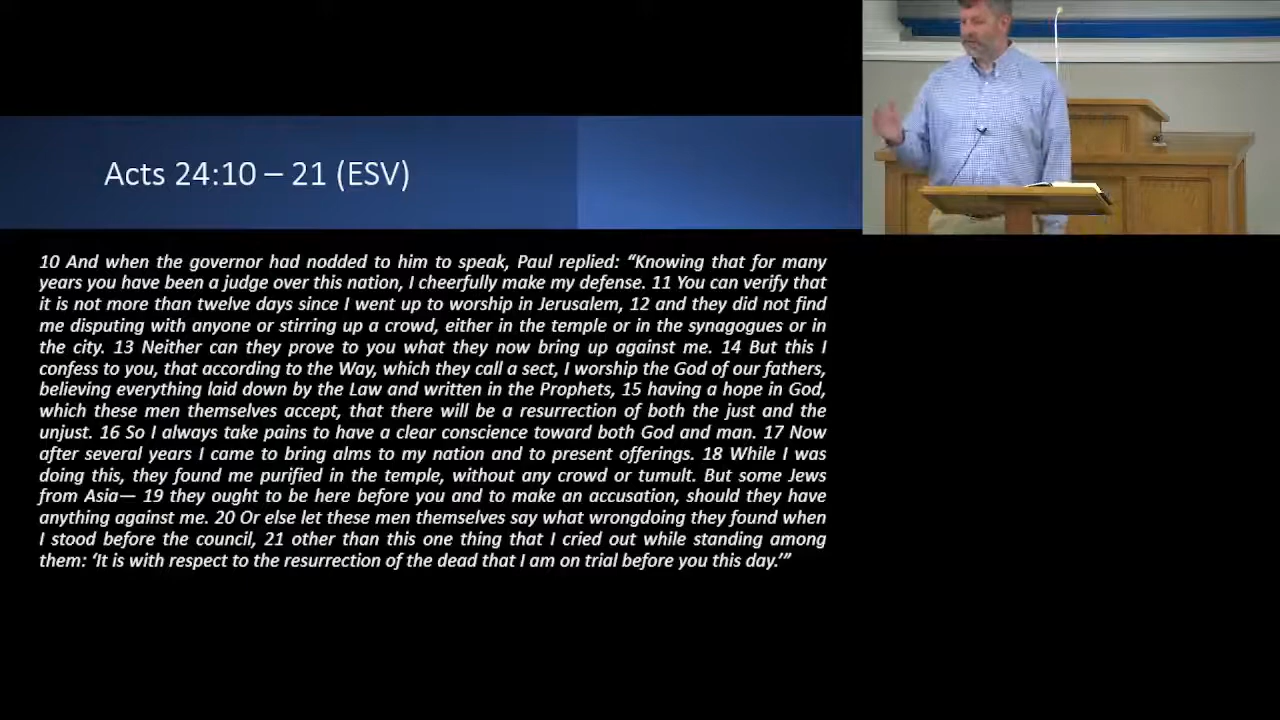 Acts 24:10 – 21 (ESV)
10 And when the governor had nodded to him to speak, Paul replied: “Knowing that for many
years you have been a judge over this nation, I cheerfully make my defense. 11 You can verify that
it is not more than twelve days since I went up to worship in Jerusalem, 12 and they did not find
me disputing with anyone or stirring up a crowd, either in the temple or in the synagogues or in
the city. 13 Neither can they prove to you what they now bring up against me. 14 But this I
confess to you, that according to the Way, which they call a sect, I worship the God of our fathers,
believing everything laid down by the Law and written in the Prophets, 15 having a hope in God,
which these men themselves accept, that there will be a resurrection of both the just and the
unjust. 16 So I always take pains to have a clear conscience toward both God and man. 17 Now
after several years I came to bring alms to my nation and to present offerings. 18 While I was
doing this, they found me purified in the temple, without any crowd or tumult. But some Jews
from Asia— 19 they ought to be here before you and to make an accusation, should they have
anything against me. 20 Or else let these men themselves say what wrongdoing they found when
I stood before the council, 21 other than this one thing that I cried out while standing among
them: ‘It is with respect to the resurrection of the dead that I am on trial before you this day.’”